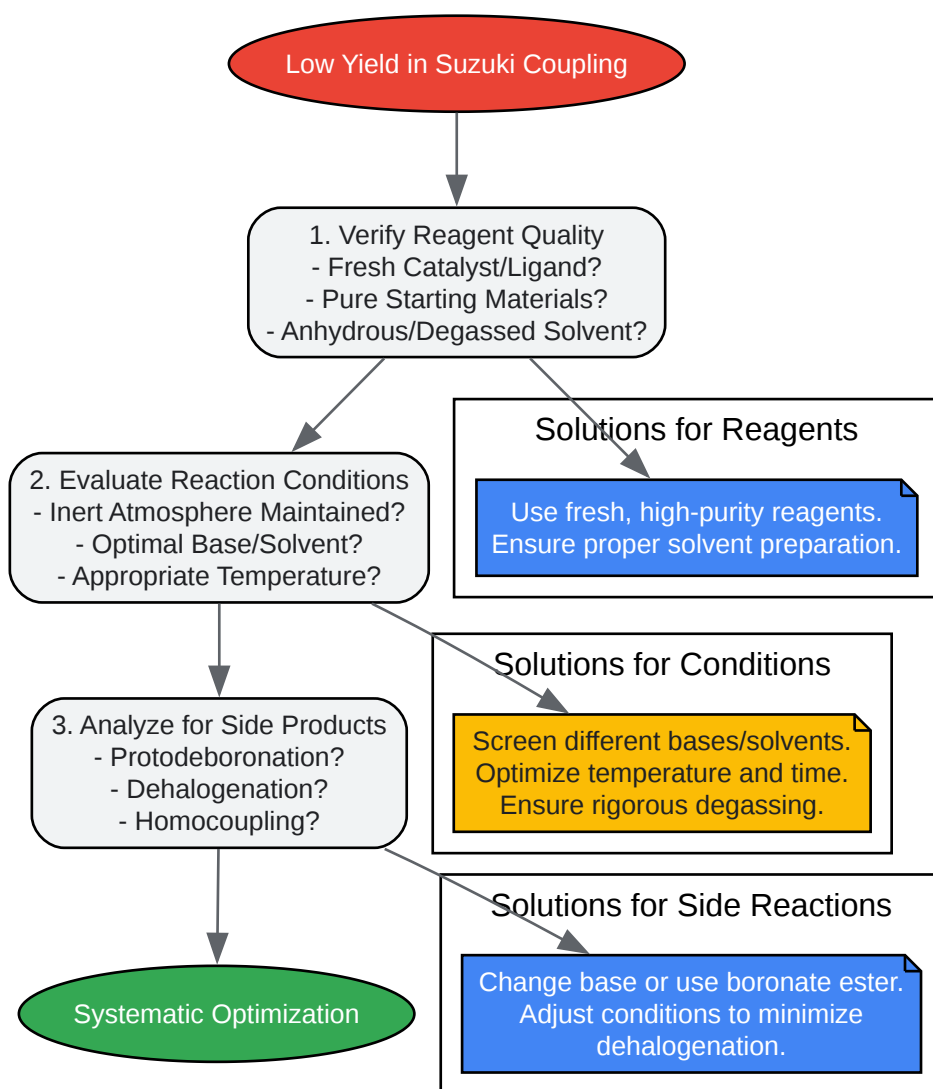 Low Yield in Suzuki Coupling
1. Verify Reagent Quality
- Fresh Catalyst/Ligand?
- Pure Starting Materials?
- Anhydrous/Degassed Solvent?
Solutions for Reagents
Use fresh, high-purity reagents.
Ensure proper solvent preparation.
2. Evaluate Reaction Conditions
- Inert Atmosphere Maintained?
- Optimal Base/Solvent?
- Appropriate Temperature?
Solutions for Conditions
Screen different bases/solvents.
Optimize temperature and time.
Ensure rigorous degassing.
3. Analyze for Side Products
- Protodeboronation?
- Dehalogenation?
- Homocoupling?
Solutions for Side Reactions
Change base or use boronate ester.
Adjust conditions to minimize
dehalogenation.
Systematic Optimization